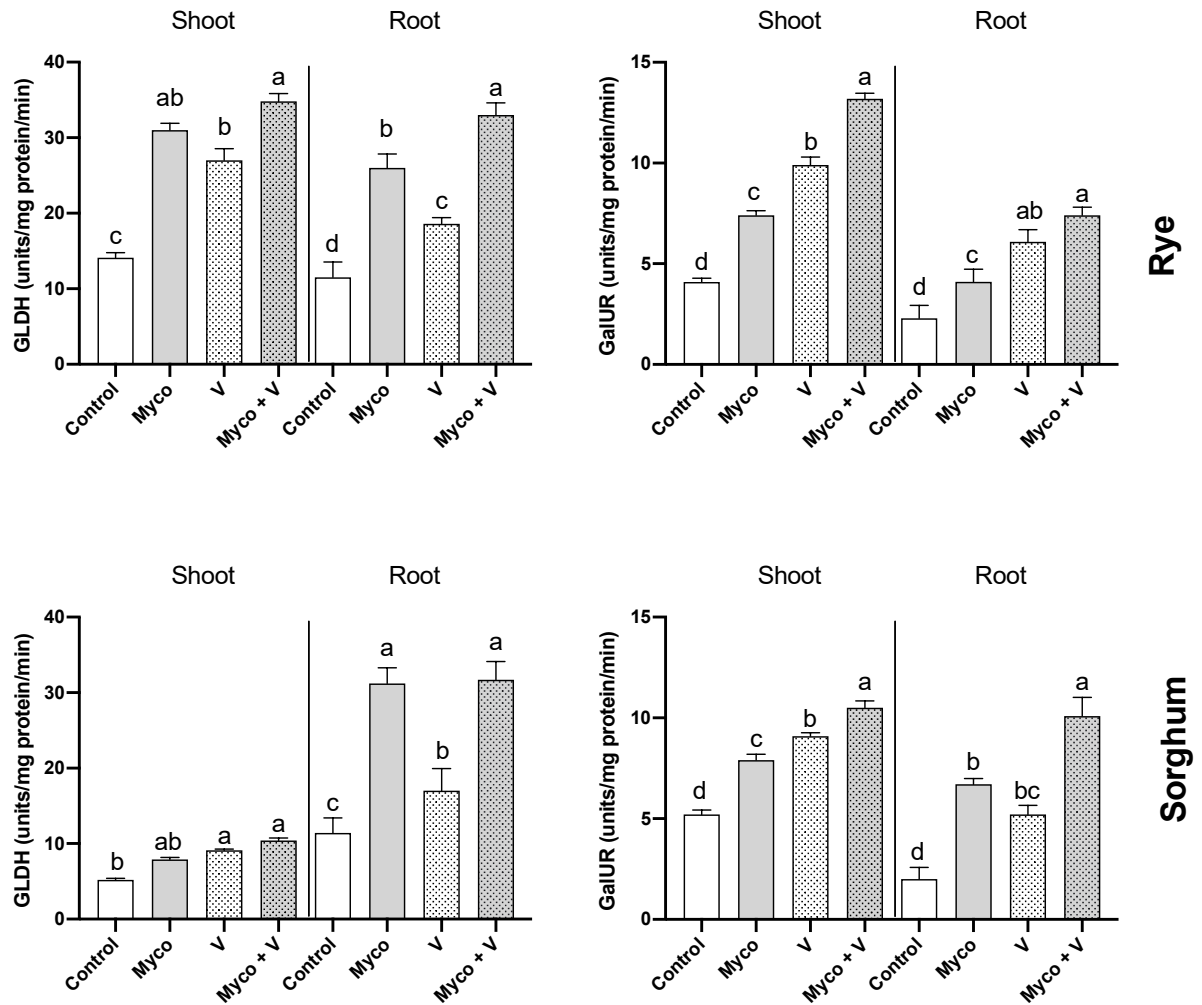 Shoot Root
GLDH (units/mg protein/min)
40
30
20
10
0
c
ab
b
a
d
b
c
a
Control
Myco
V
Myco + V
Control
Myco
V
Myco + V
Shoot Root
GalUR (units/mg protein/min)
15
10
5
0
d
c
b
a
d
c
ab
a
Control
Myco
V
Myco + V
Control
Myco
V
Myco + V
Rye
Shoot Root
GLDH (units/mg protein/min)
40
30
20
10
0
b
ab
a
a
c
a
b
a
Control
Myco
V
Myco + V
Control
Myco
V
Myco + V
Shoot Root
GalUR (units/mg protein/min)
15
10
5
0
d
c
b
a
d
b
bc
a
Control
Myco
V
Myco + V
Control
Myco
V
Myco + V
Sorghum